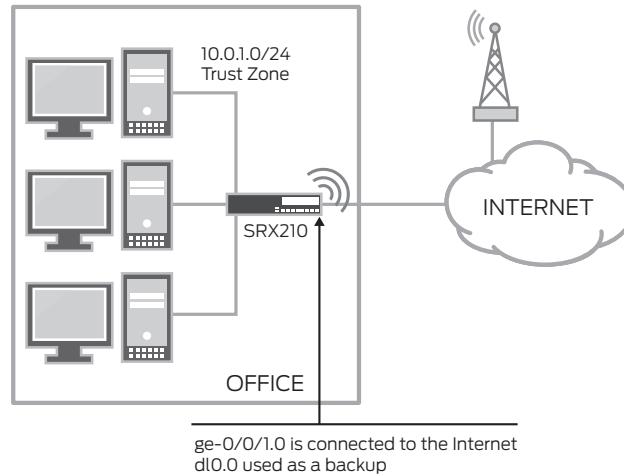 10.0.1.0/24
Trust Zone
SRX210
INTERNET
OFFICE
ge-0/0/1.0 is connected to the Internet
dl0.0 used as a backup